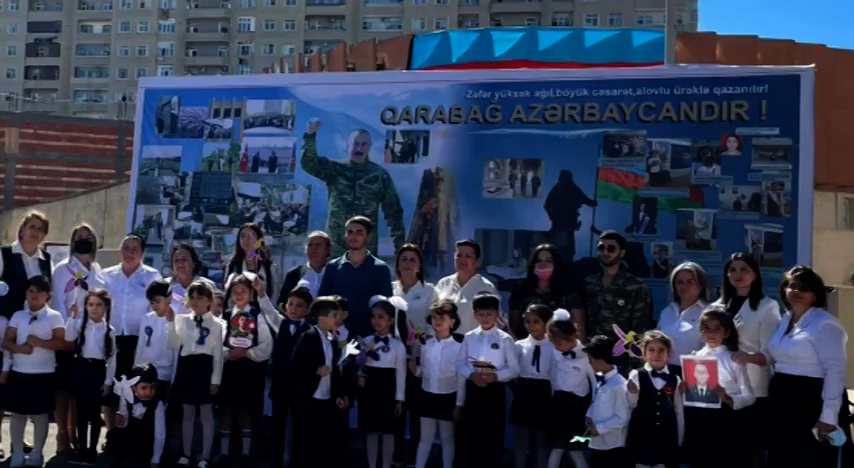 Zəfər yüksək ağıl,böyük cəsarət,alovlu ürəklə qazanılır!
QARABAĞ AZƏRBAYCANDIR !